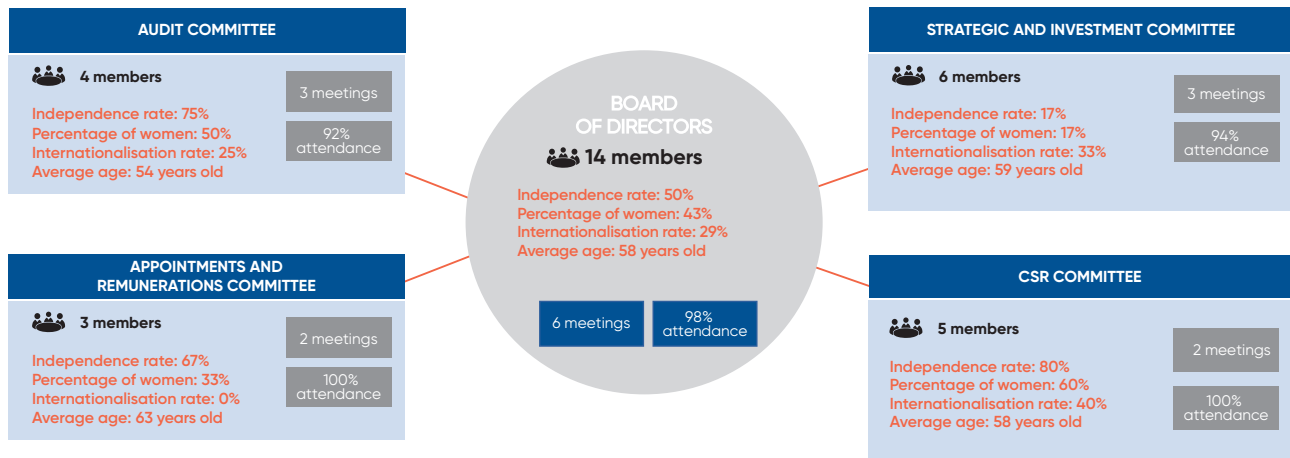 AUDIT COMMITTEE
4 members
Independence rate: 75%
Percentage of women: 50%
Internationalisation rate: 25%
Average age: 54 years old
3 meetings
92%
attendance
APPOINTMENTS AND
REMUNERATIONS COMMITTEE
3 members
Independence rate: 67%
Percentage of women: 33%
Internationalisation rate: 0%
Average age: 63 years old
2 meetings
100%
attendance
BOARD
OF DIRECTORS
14 members
Independence rate: 50%
Percentage of women: 43%
Internationalisation rate: 29%
Average age: 58 years old
6 meetings
98%
attendance
STRATEGIC AND INVESTMENT COMMITTEE
6 members
Independence rate: 17%
Percentage of women: 17%
Internationalisation rate: 33%
Average age: 59 years old
3 meetings
94%
attendance
CSR COMMITTEE
5 members
Independence rate: 80%
Percentage of women: 60%
Internationalisation rate: 40%
Average age: 58 years old
2 meetings
100%
attendance